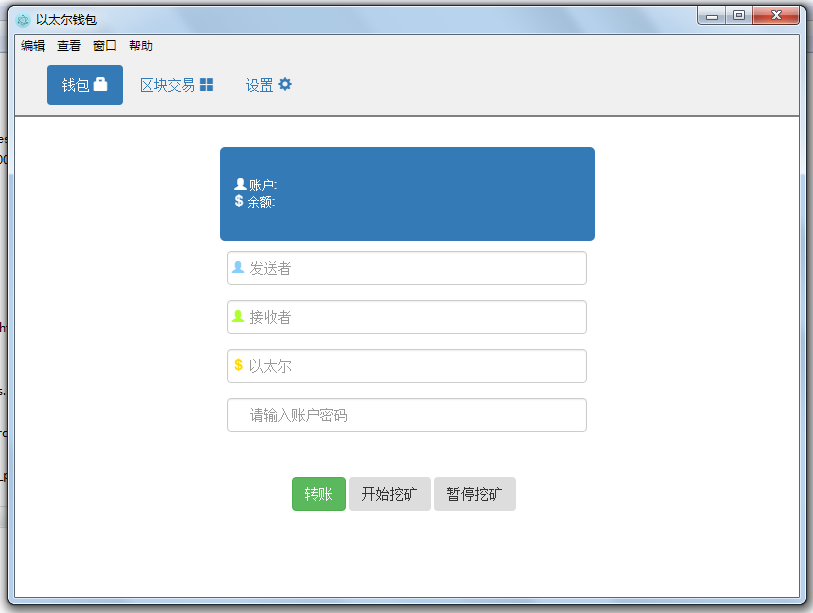 以太尔钱包
编辑 查看 窗口 帮助
钱包 区块交易 设置
账户:
$ 余额:
发送者
接收者
$ 以太尔
请输入账户密码
转账 开始挖矿 暂停挖矿